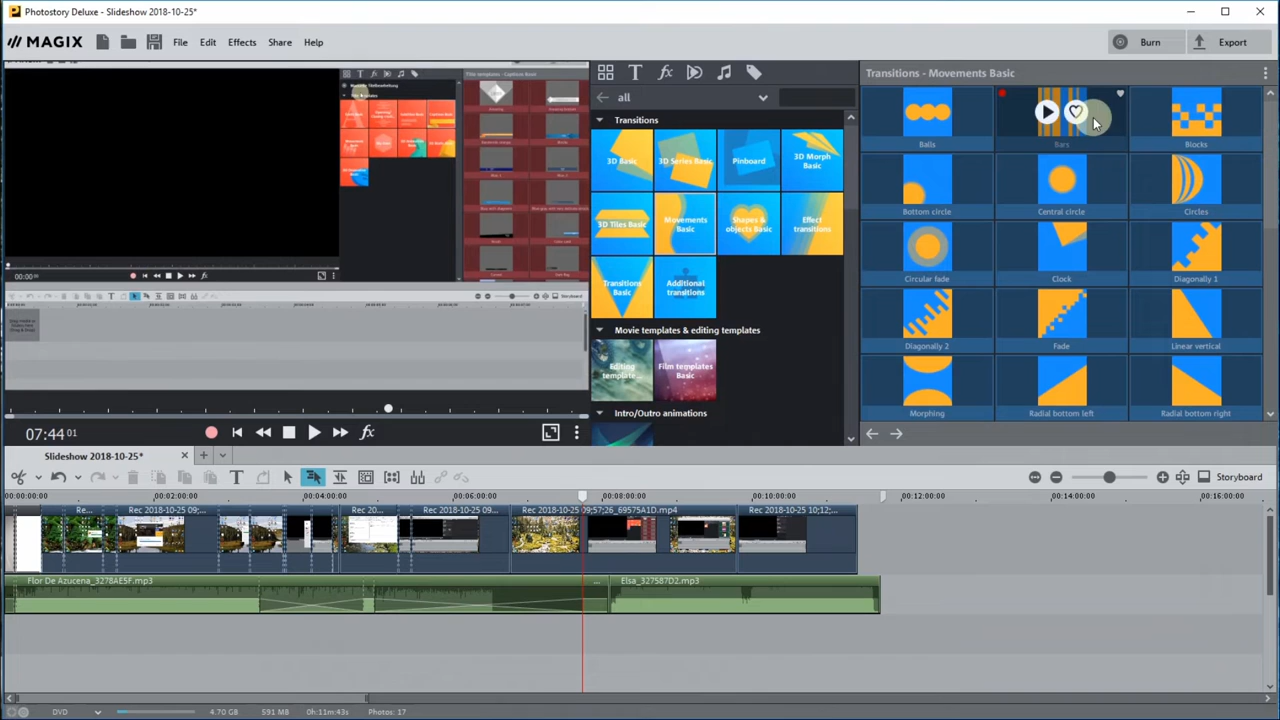 Photostory Deluxe - Slideshow 2018-10-25*
MAGIX
File Edit Effects Share Help
Burn
Export
all
Transitions
3D Basic
3D Series Basic
Pinboard
3D Morph Basic
3D Tiles Basic
Movements Basic
Shapes & objects Basic
Effect transitions
Transitions Basic
Additional transitions
Movie templates & editing templates
Editing template...
Film templates Basic
Intro/Outro animations
Transitions - Movements Basic
Balls
Bars
Blocks
Bottom circle
Central circle
Circles
Circular fade
Clock
Diagonally 1
Diagonally 2
Fade
Linear vertical
Morphing
Radial bottom left
Radial bottom right
07:44 01
Slideshow 2018-10-25*
Storyboard
00:00:00:00
00:02:00:00
00:04:00:00
00:06:00:00
00:08:00:00
00:10:00:00
00:12:00:00
00:14:00:00
00:16:00:00
Re...
Rec 2018-10-25 09;...
Rec 20...
Rec 2018-10-25 09;...
Rec 2018-10-25 09;57;26_69575A1D.mp4
Rec 2018-10-25 10;12;...
Flor De Azucena_3278AE5F.mp3
...
Elsa_327587D2.mp3
DVD
4.70 GB
591 MB
0h:11m:43s
Photos: 17